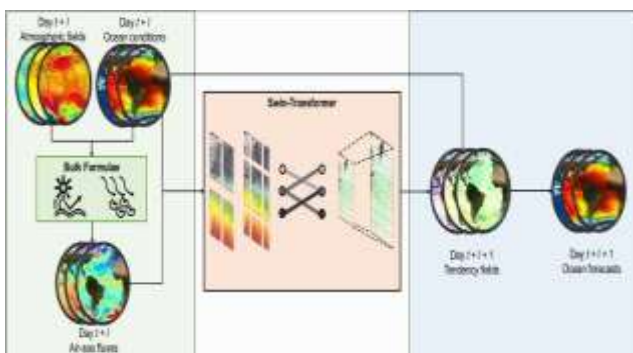 Day t + l
Atmospheric fields
Day t + l
Ocean conditions
Bulk Formulae
Day t + l
Air-sea fluxes
Swin-Transformer
Day t + l + 1
Tendency fields
Day t + l + 1
Ocean forecasts